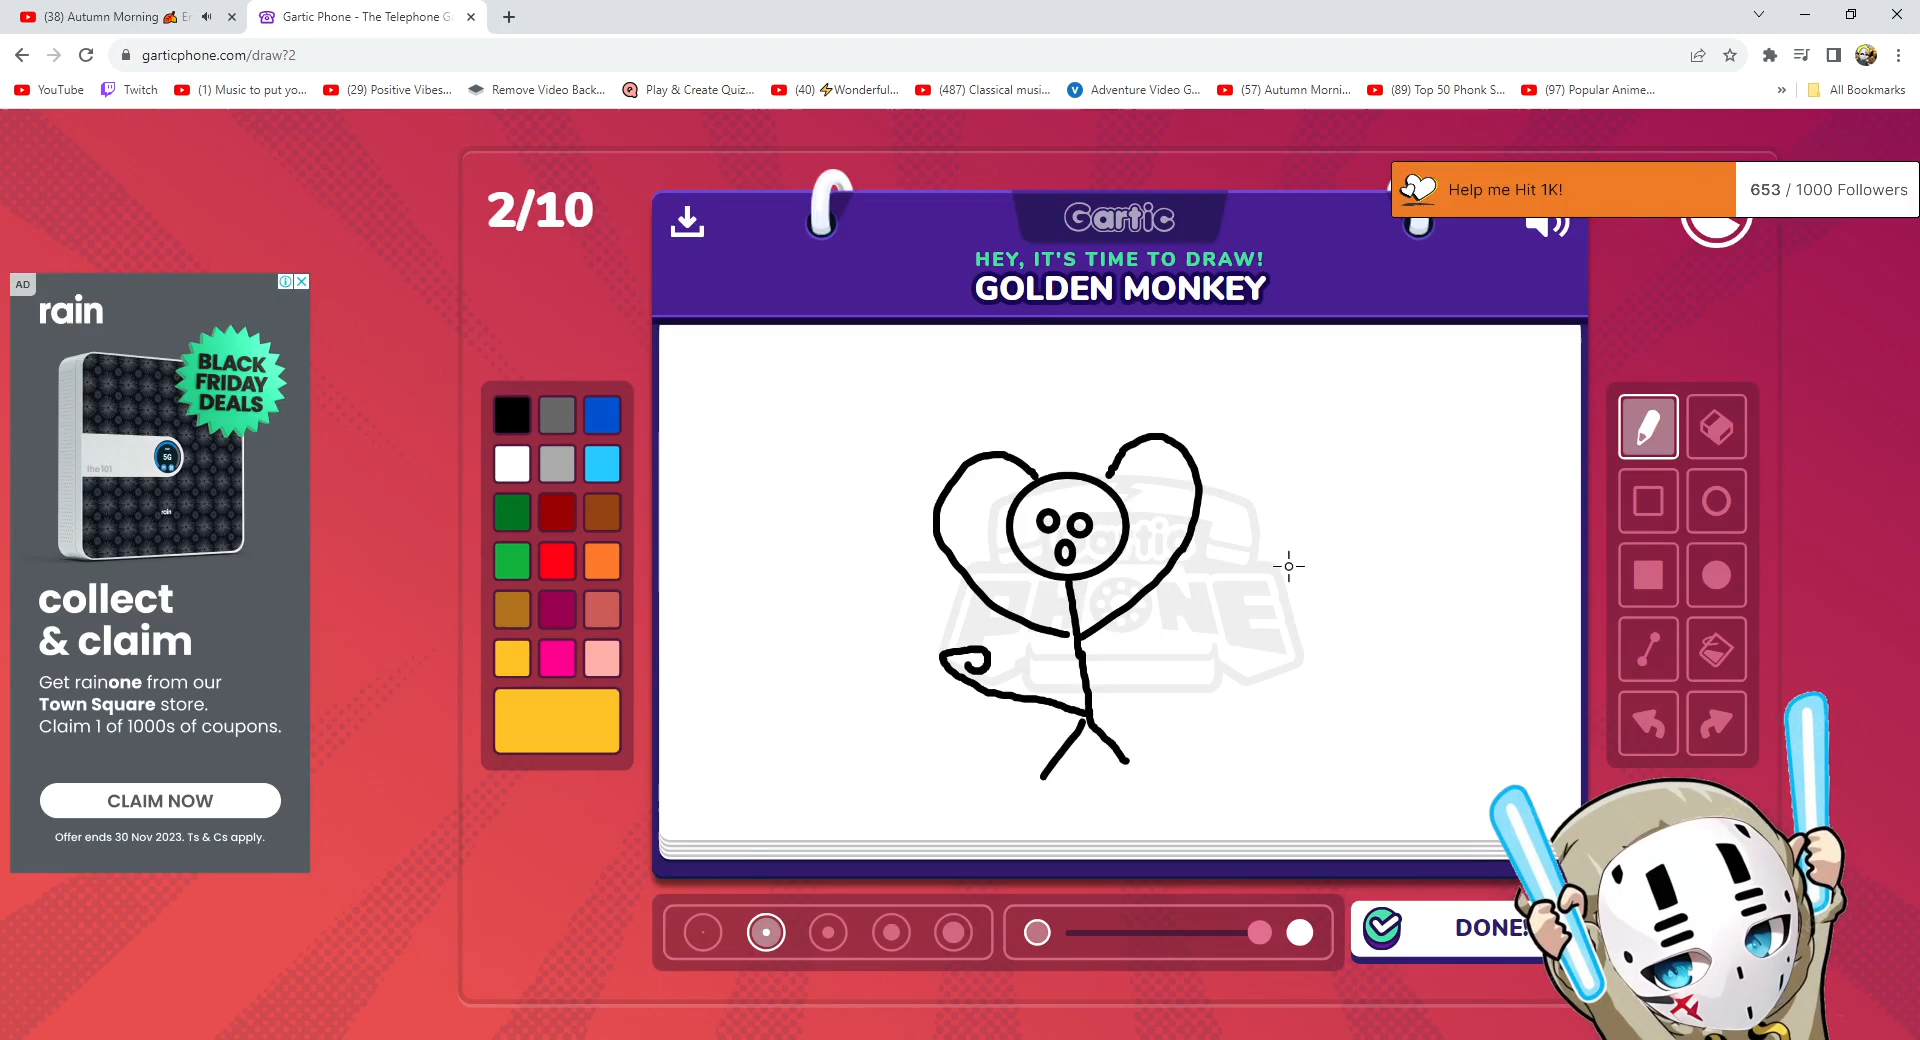 (38) Autumn Morning 🍂 E
Gartic Phone - The Telephone G
garticphone.com/draw?2
YouTube
Twitch
(1) Music to put yo...
(29) Positive Vibes...
Remove Video Back...
Play & Create Quiz...
(40) ⚡Wonderful...
(487) Classical musi...
Adventure Video G...
(57) Autumn Morni...
(89) Top 50 Phonk S...
(97) Popular Anime...
»
All Bookmarks
2/10
Gartic
HEY, IT'S TIME TO DRAW!
GOLDEN MONKEY
Help me Hit 1K!
653 / 1000 Followers
AD
rain
BLACK
FRIDAY
DEALS
5G
the101
rain
collect
& claim
Get rainone from our
Town Square store.
Claim 1 of 1000s of coupons.
CLAIM NOW
Offer ends 30 Nov 2023. Ts & Cs apply.
Gartic
PHONE
DONE!